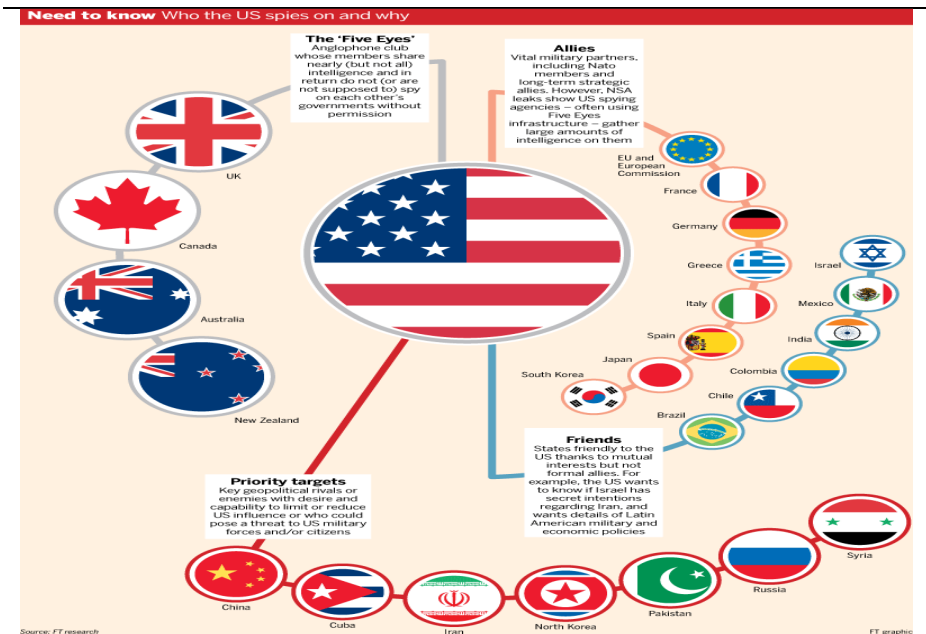 Need to know Who the US spies on and why
The ‘Five Eyes’
Anglophone club
whose members share
nearly (but not all)
intelligence and in
return do not (or are
not supposed to) spy
on each other’s
governments without
permission
Allies
Vital military partners,
including Nato
members and
long-term strategic
allies. However, NSA
leaks show US spying
agencies – often using
Five Eyes
infrastructure – gather
large amounts of
intelligence on them
UK
Canada
Australia
New Zealand
EU and
European
Commission
France
Germany
Greece
Italy
Spain
Japan
South Korea
Israel
Mexico
India
Colombia
Chile
Brazil
Friends
States friendly to the
US thanks to mutual
interests but not
formal allies. For
example, the US wants
to know if Israel has
secret intentions
regarding Iran, and
wants details of Latin
American military and
economic policies
Priority targets
Key geopolitical rivals or
enemies with desire and
capability to limit or reduce
US influence or who could
pose a threat to US military
forces and/or citizens
China
Cuba
Iran
North Korea
Pakistan
Russia
Syria
Source: FT research
FT graphic